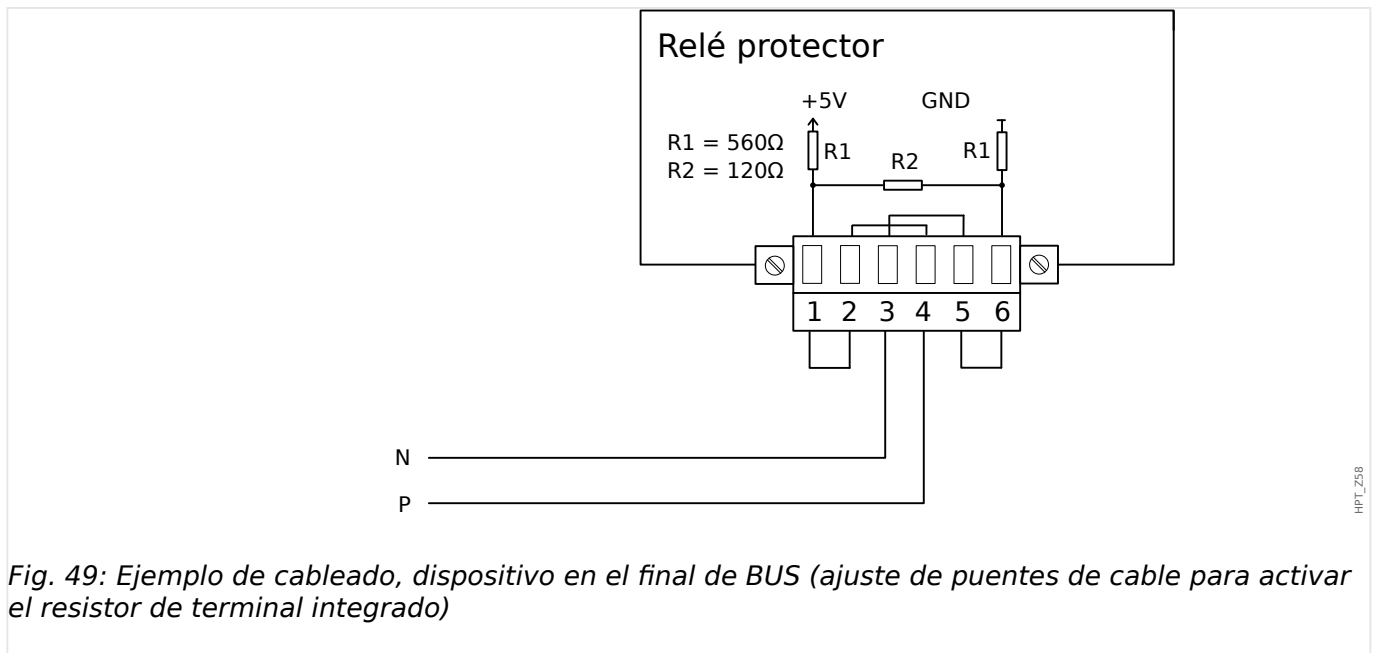 Relé protector
+5V GND
R1 = 560Ω
R2 = 120Ω
R1 R2 R1
1 2 3 4 5 6
N
P
HPT_Z58
Fig. 49: Ejemplo de cableado, dispositivo en el final de BUS (ajuste de puentes de cable para activar
el resistor de terminal integrado)